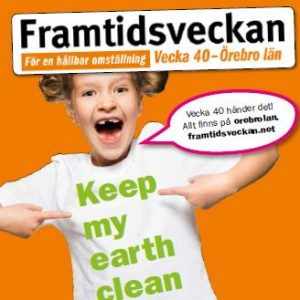 Framtidsveckan
För en hållbar omställning Vecka 40–Örebro län
Vecka 40 händer det!
Allt finns på orebrolan.
framtidsveckan.net
Keep
my
earth
clean